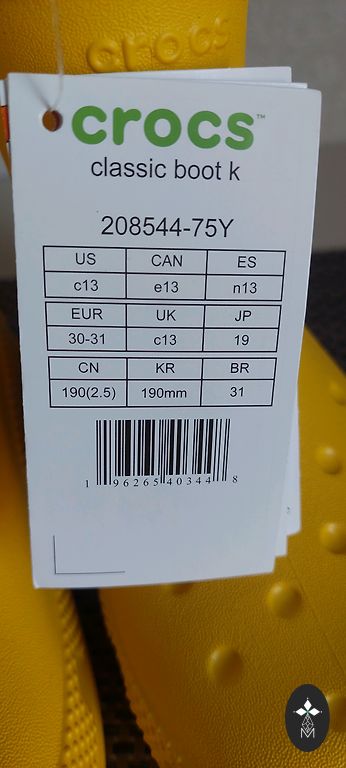 crocs
crocs™
classic boot k
208544-75Y
US CAN ES
c13 e13 n13
EUR UK JP
30-31 c13 19
CN KR BR
190(2.5) 190mm 31
1 96265 40344 8
M